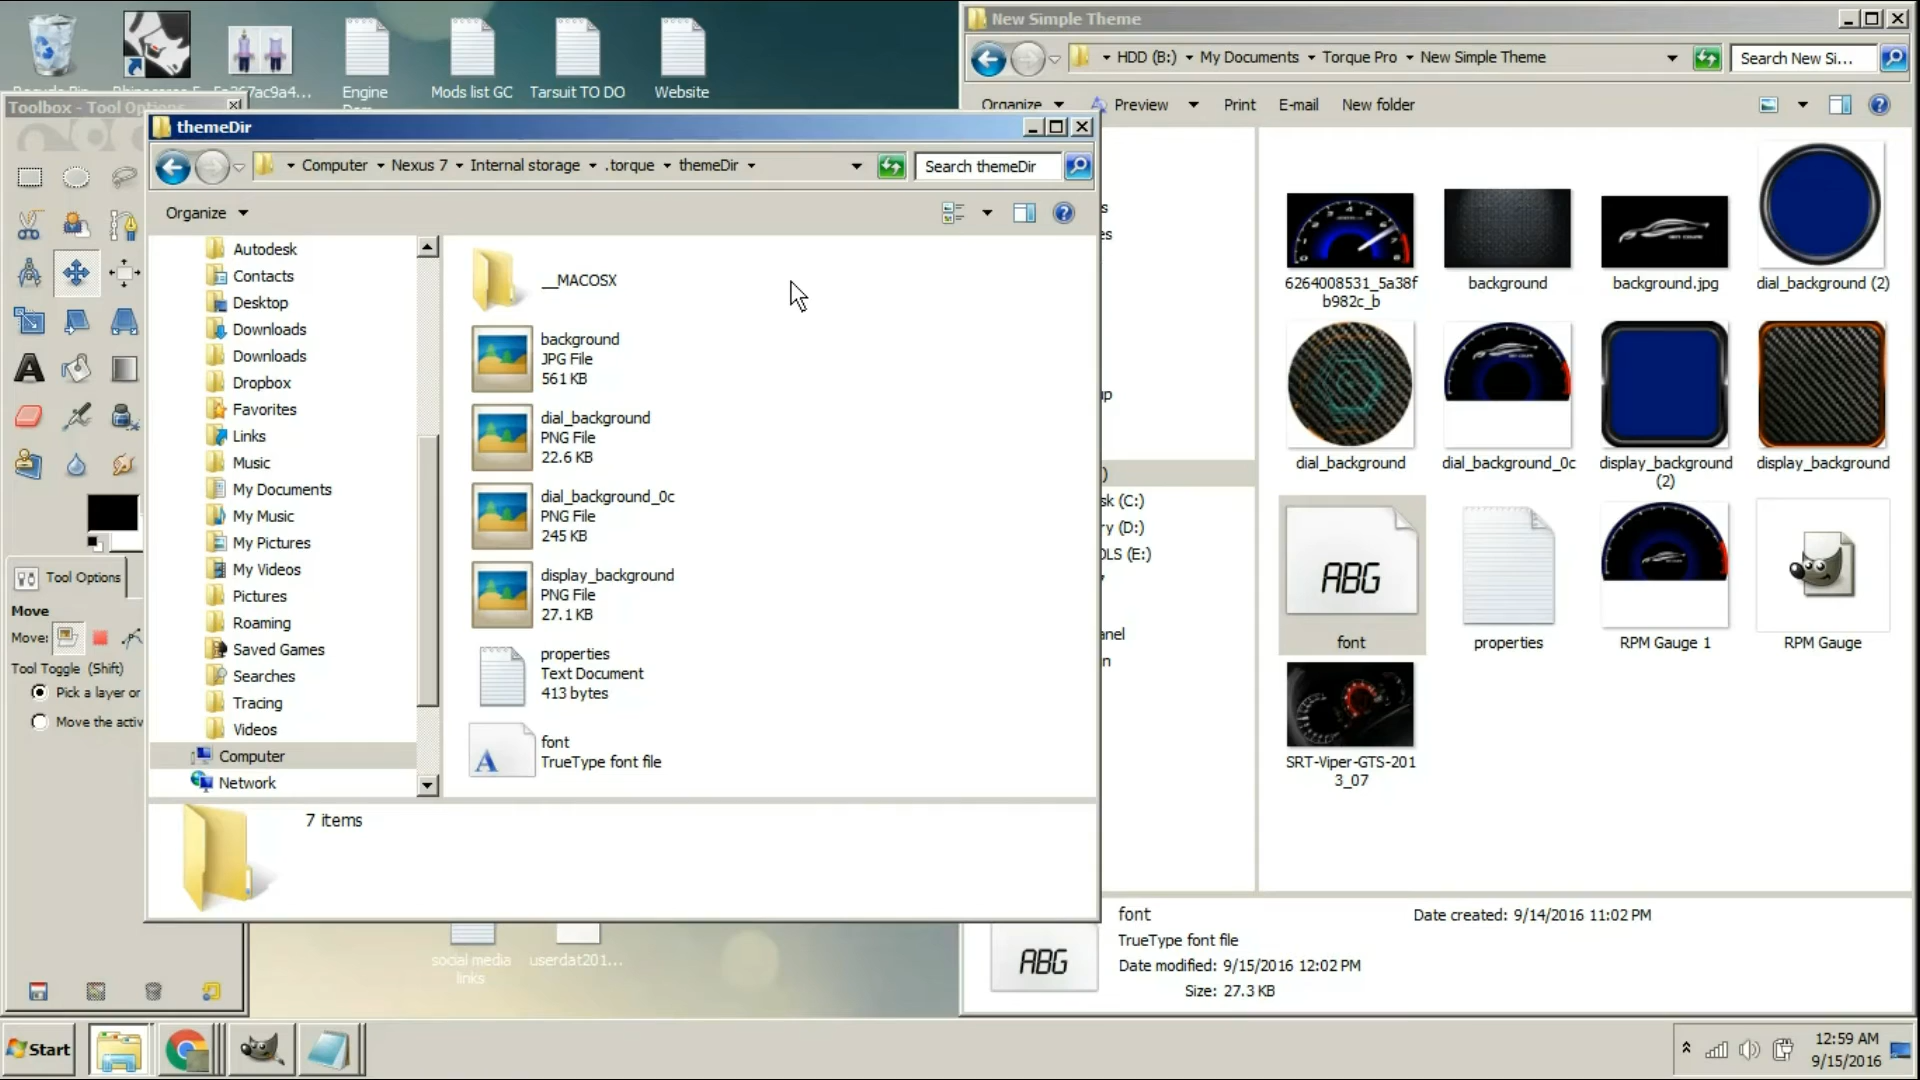 Engine
Mods list GC
Tarsuit TO DO
Website
Toolbox - Tool Options
themeDir
Computer
Nexus 7
Internal storage
.torque
themeDir
Search themeDir
Organize
Autodesk
Contacts
Desktop
Downloads
Downloads
Dropbox
Favorites
Links
Music
My Documents
My Music
My Pictures
My Videos
Pictures
Roaming
Saved Games
Searches
Tracing
Videos
Computer
Network
__MACOSX
background
JPG File
561 KB
dial_background
PNG File
22.6 KB
dial_background_0c
PNG File
245 KB
display_background
PNG File
27.1 KB
properties
Text Document
413 bytes
font
TrueType font file
7 items
Tool Options
Move
Move:
Tool Toggle (Shift)
Pick a layer or
Move the activ
social media
links
userdat201...
New Simple Theme
HDD (B:)
My Documents
Torque Pro
New Simple Theme
Search New Si...
Organize
Preview
Print
E-mail
New folder
s
es
up
)
sk (C:)
ry (D:)
OLS (E:)
anel
n
6264008531_5a38f
b982c_b
background
background.jpg
dial_background (2)
dial_background
dial_background_0c
display_background
(2)
display_background
ABG
font
properties
RPM Gauge 1
RPM Gauge
SRT-Viper-GTS-201
3_07
ABG
font
TrueType font file
Date modified: 9/15/2016 12:02 PM
Size: 27.3 KB
Date created: 9/14/2016 11:02 PM
Start
12:59 AM
9/15/2016